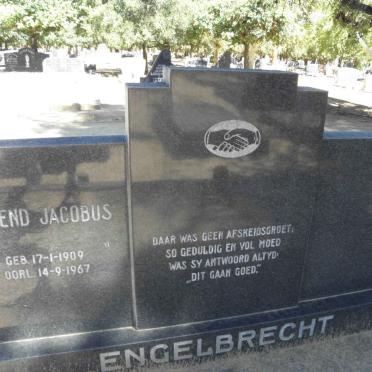 END JACOBUS
GEB. 17-1-1909
OORL. 14-9-1967
DAAR WAS GEEN AFSKEIDSGROET,
SO GEDULDIG EN VOL MOED
WAS SY ANTWOORD ALTYD:
„DIT GAAN GOED."
ENGELBRECHT